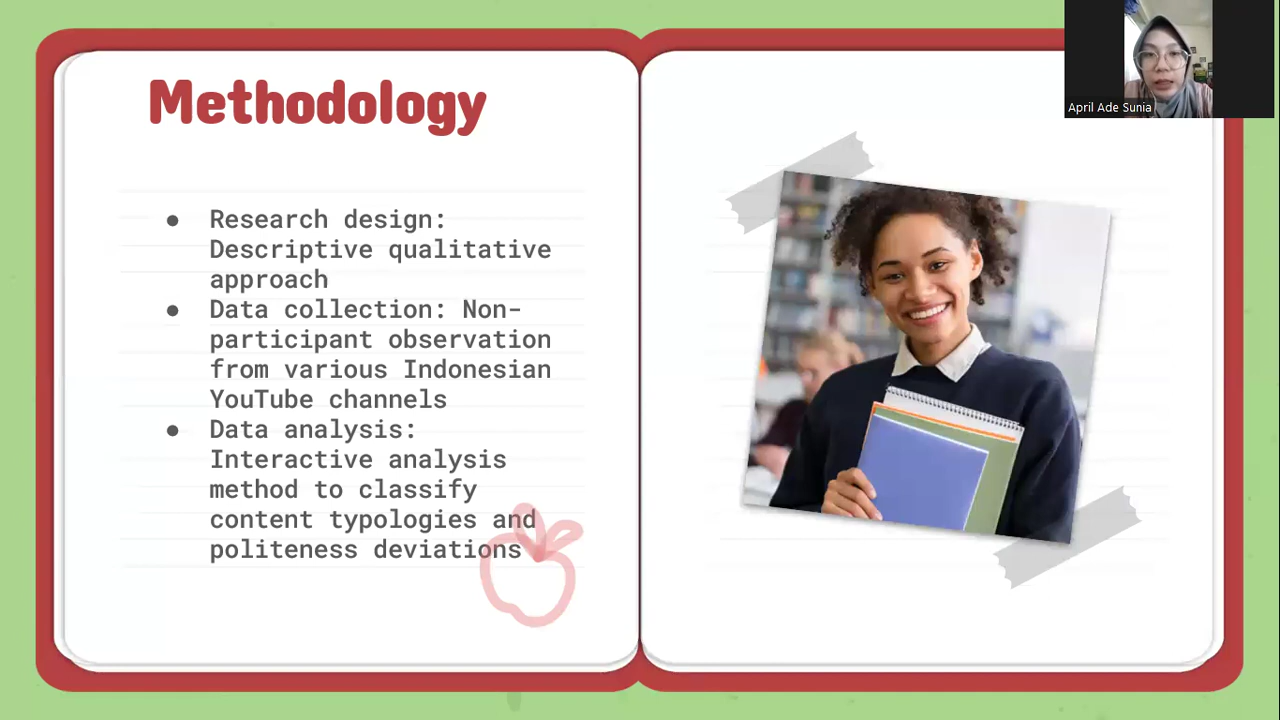 Methodology
April Ade Sunia
● Research design:
Descriptive qualitative
approach
● Data collection: Non-
participant observation
from various Indonesian
YouTube channels
● Data analysis:
Interactive analysis
method to classify
content typologies and
politeness deviations